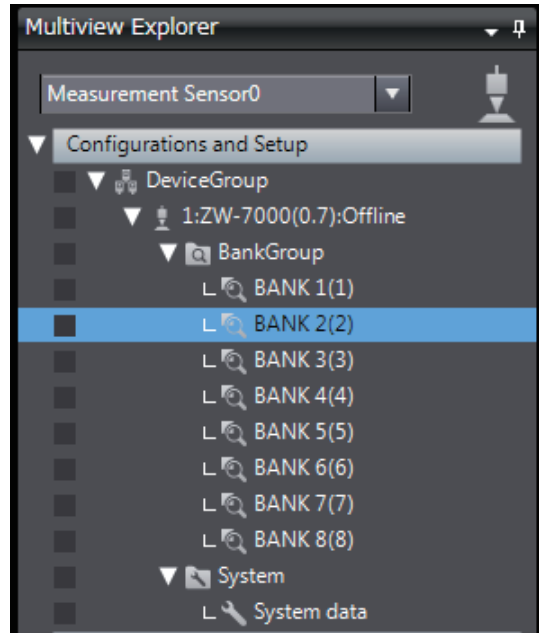 Multiview Explorer
Measurement Sensor0
Configurations and Setup
DeviceGroup
1:ZW-7000(0.7):Offline
BankGroup
BANK 1(1)
BANK 2(2)
BANK 3(3)
BANK 4(4)
BANK 5(5)
BANK 6(6)
BANK 7(7)
BANK 8(8)
System
System data